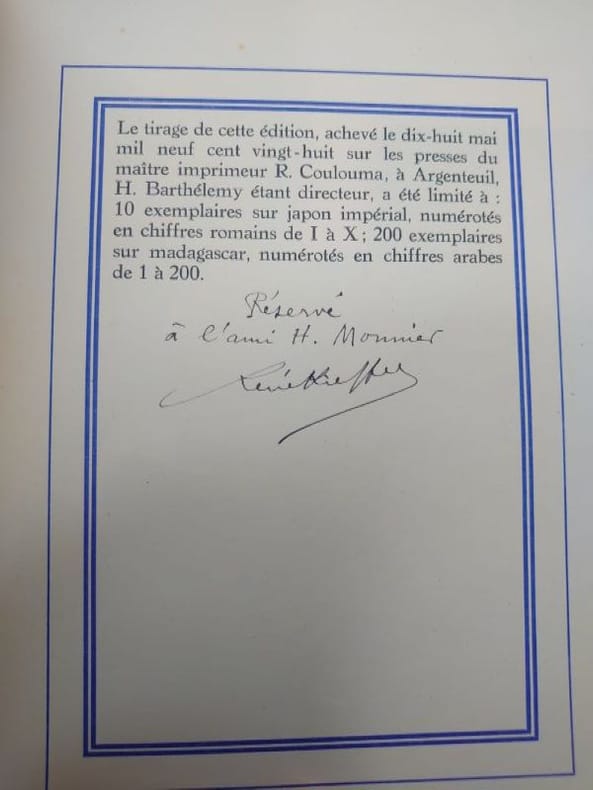 Le tirage de cette édition, achevé le dix-huit mai
mil neuf cent vingt-huit sur les presses du
maître imprimeur R. Coulouma, à Argenteuil,
H. Barthélemy étant directeur, a été limité à :
10 exemplaires sur japon impérial, numérotés
en chiffres romains de I à X ; 200 exemplaires
sur madagascar, numérotés en chiffres arabes
de 1 à 200.
Réservé
à l'ami H. Monnier
René Kieffer